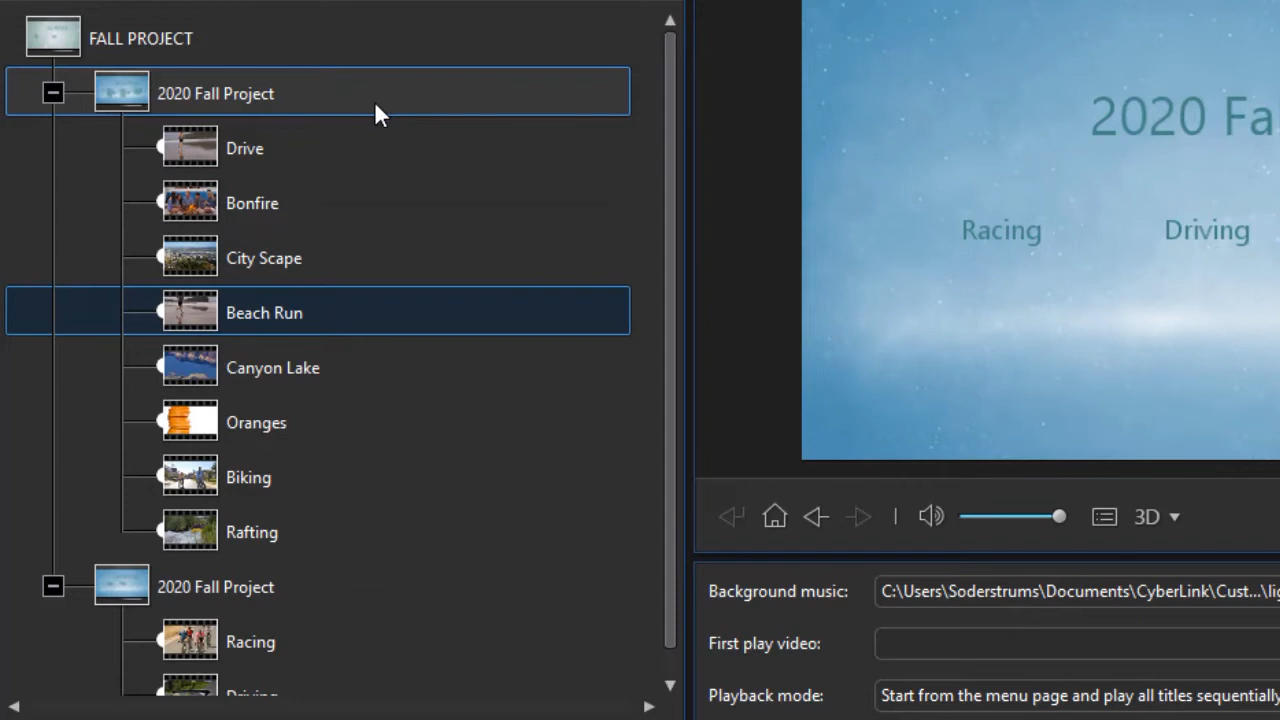 FALL PROJECT
2020 Fall Project
Drive
Bonfire
City Scape
Beach Run
Canyon Lake
Oranges
Biking
Rafting
2020 Fall Project
Racing
Driving
2020 Fa
Racing
Driving
3D
Background music:
C:\Users\Soderstrums\Documents\CyberLink\Cust...\lig
First play video:
Playback mode:
Start from the menu page and play all titles sequentially